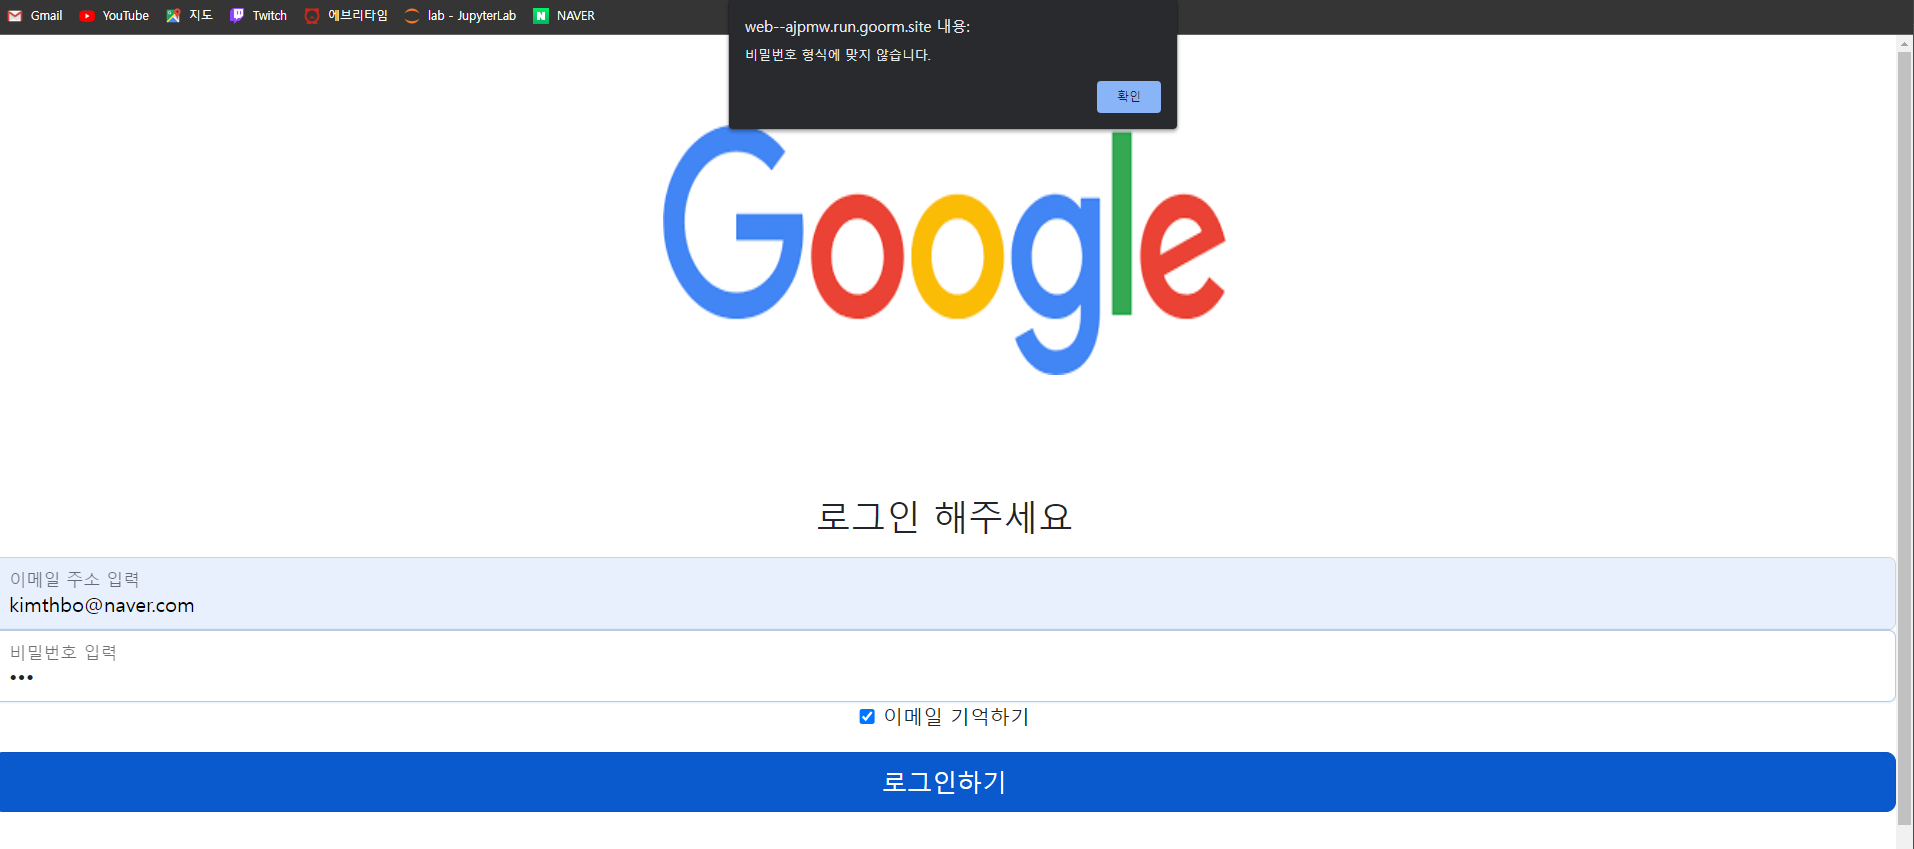 Gmail YouTube 지도 Twitch 에브리타임 lab - JupyterLab NAVER
web--ajpmw.run.goorm.site 내용:
비밀번호 형식에 맞지 않습니다.
확인
Google
로그인 해주세요
이메일 주소 입력
kimthbo@naver.com
비밀번호 입력
•••
이메일 기억하기
로그인하기